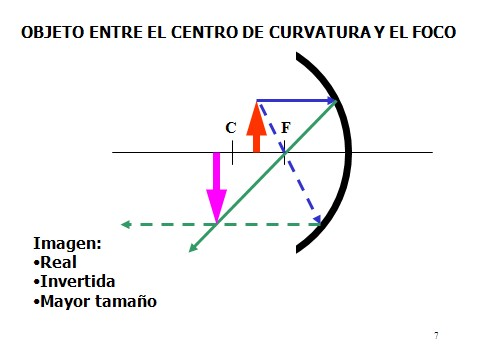 OBJETO ENTRE EL CENTRO DE CURVATURA Y EL FOCO
C F
Imagen:
•Real
•Invertida
•Mayor tamaño
7